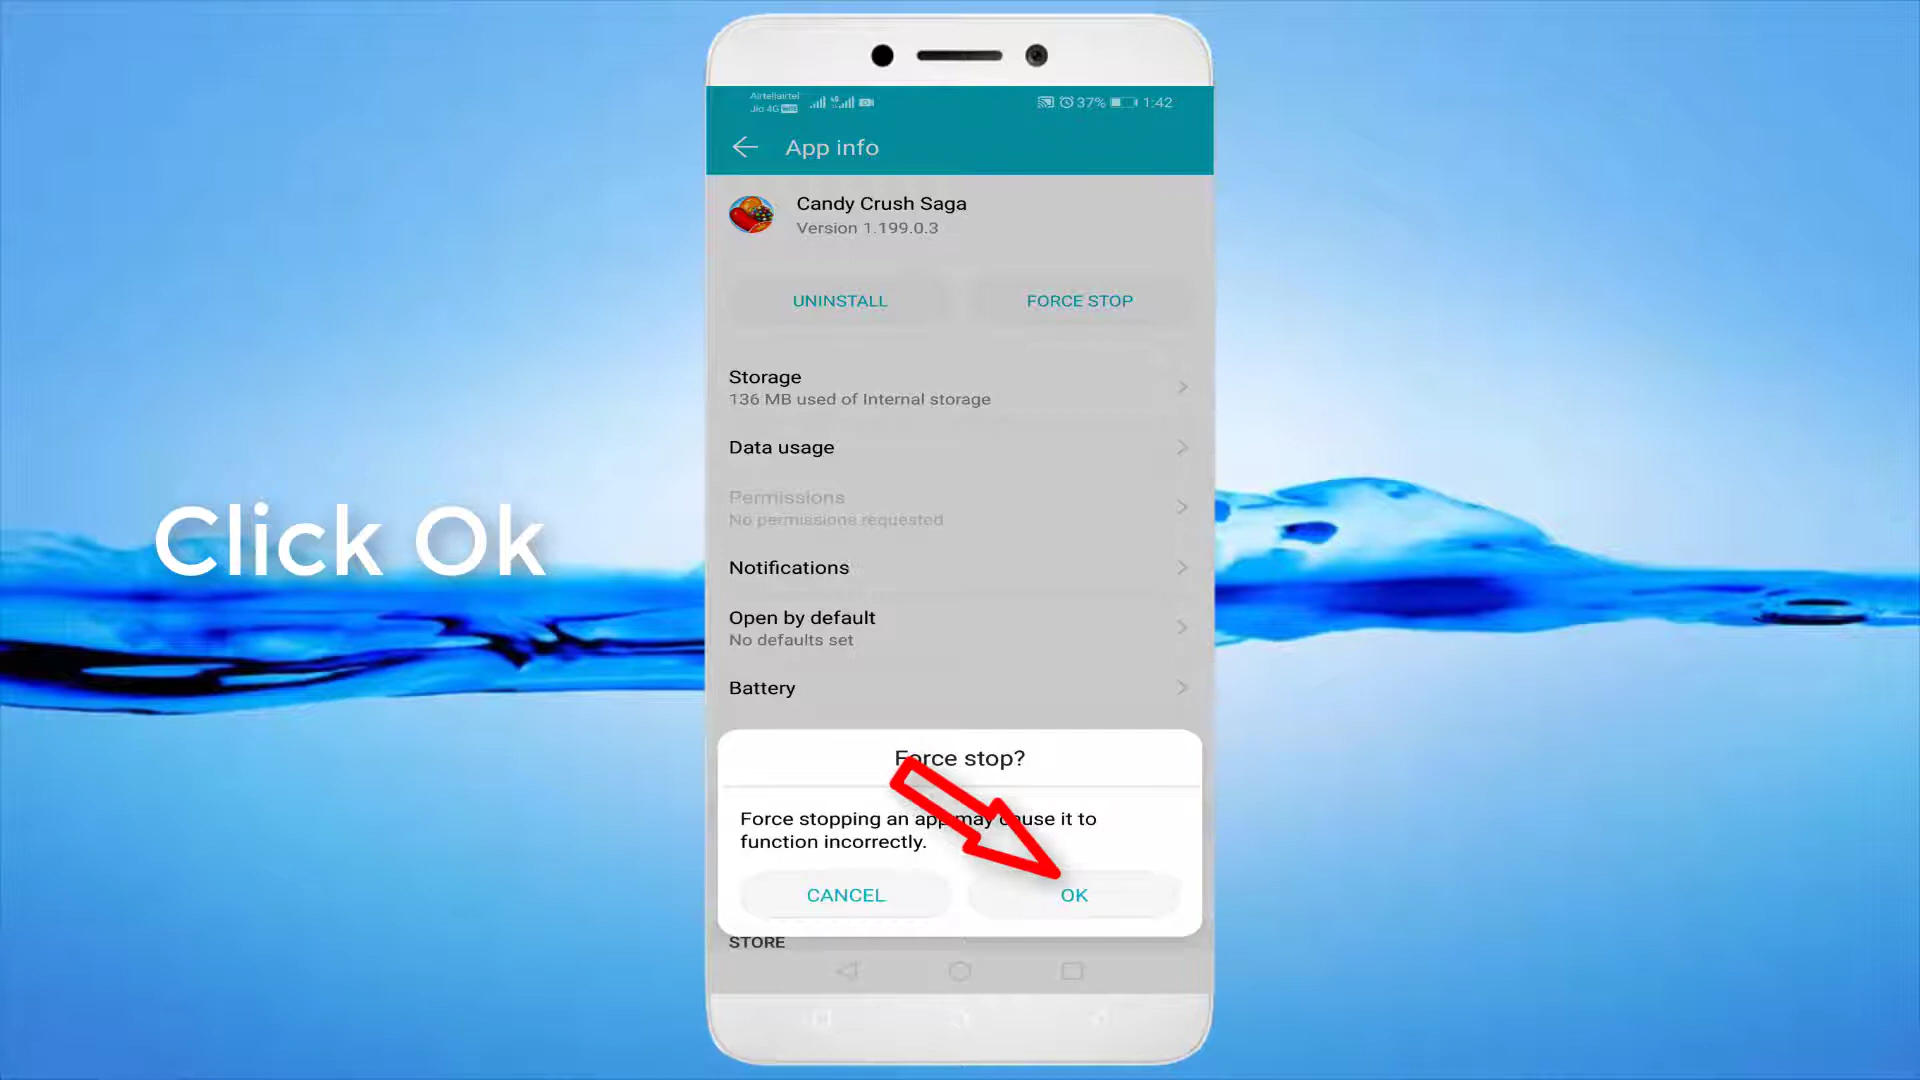 Airtelairtel
Jio 4G
37% 1:42
App info
Candy Crush Saga
Version 1.199.0.3
UNINSTALL FORCE STOP
Storage
136 MB used of Internal storage
Data usage
Permissions
No permissions requested
Click Ok
Notifications
Open by default
No defaults set
Battery
Force stop?
Force stopping an app may cause it to
function incorrectly.
CANCEL OK
STORE